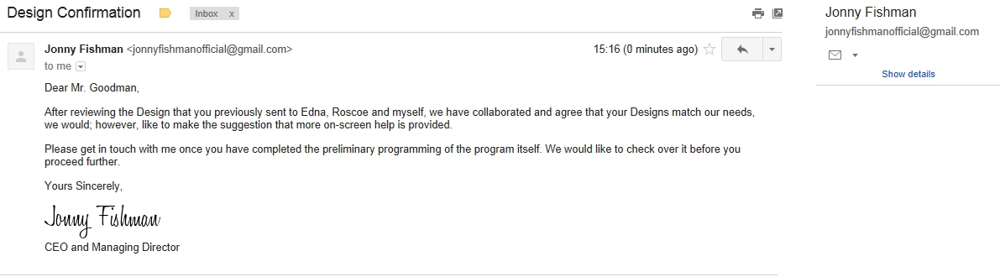 Design Confirmation
Inbox x
Jonny Fishman <jonnyfishmanofficial@gmail.com>
15:16 (0 minutes ago)
to me
Dear Mr. Goodman,
After reviewing the Design that you previously sent to Edna, Roscoe and myself, we have collaborated and agree that your Designs match our needs,
we would; however, like to make the suggestion that more on-screen help is provided.
Please get in touch with me once you have completed the preliminary programming of the program itself. We would like to check over it before you
proceed further.
Yours Sincerely,
Jonny Fishman
CEO and Managing Director
Jonny Fishman
jonnyfishmanofficial@gmail.com
Show details